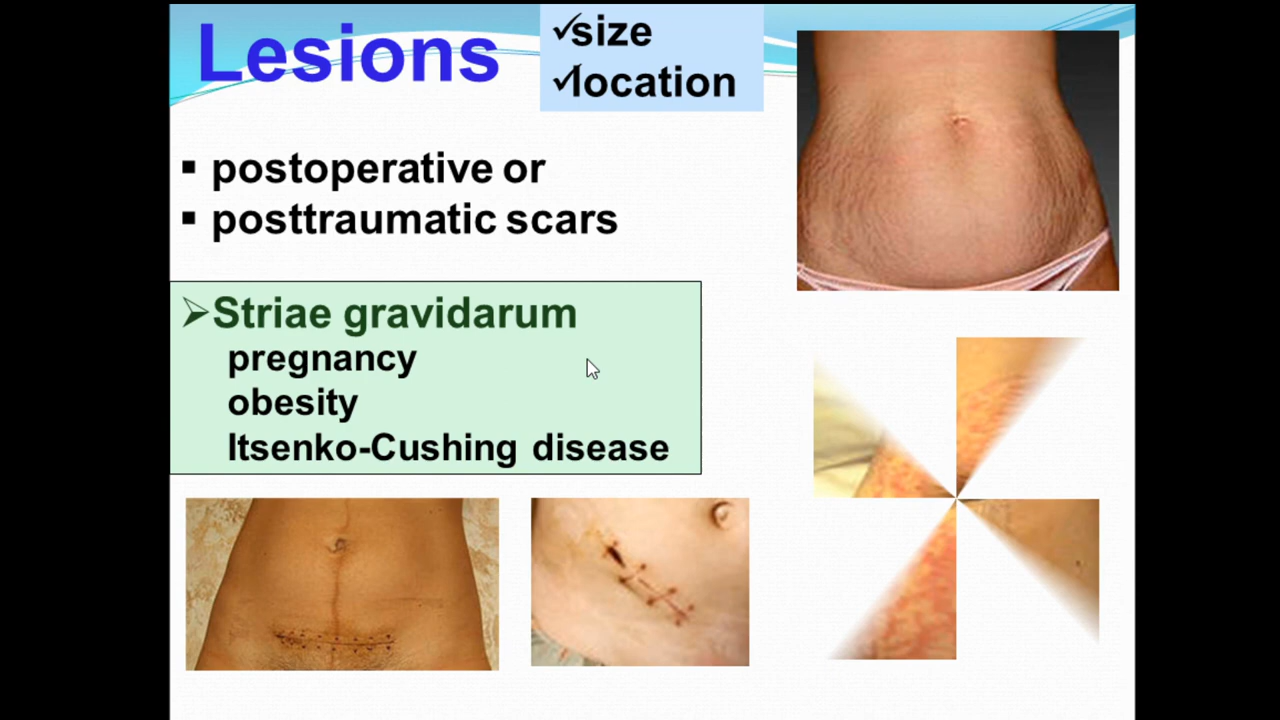 Lesions
✓size
✓location
▪ postoperative or
▪ posttraumatic scars
➢Striae gravidarum
pregnancy
obesity
Itsenko-Cushing disease